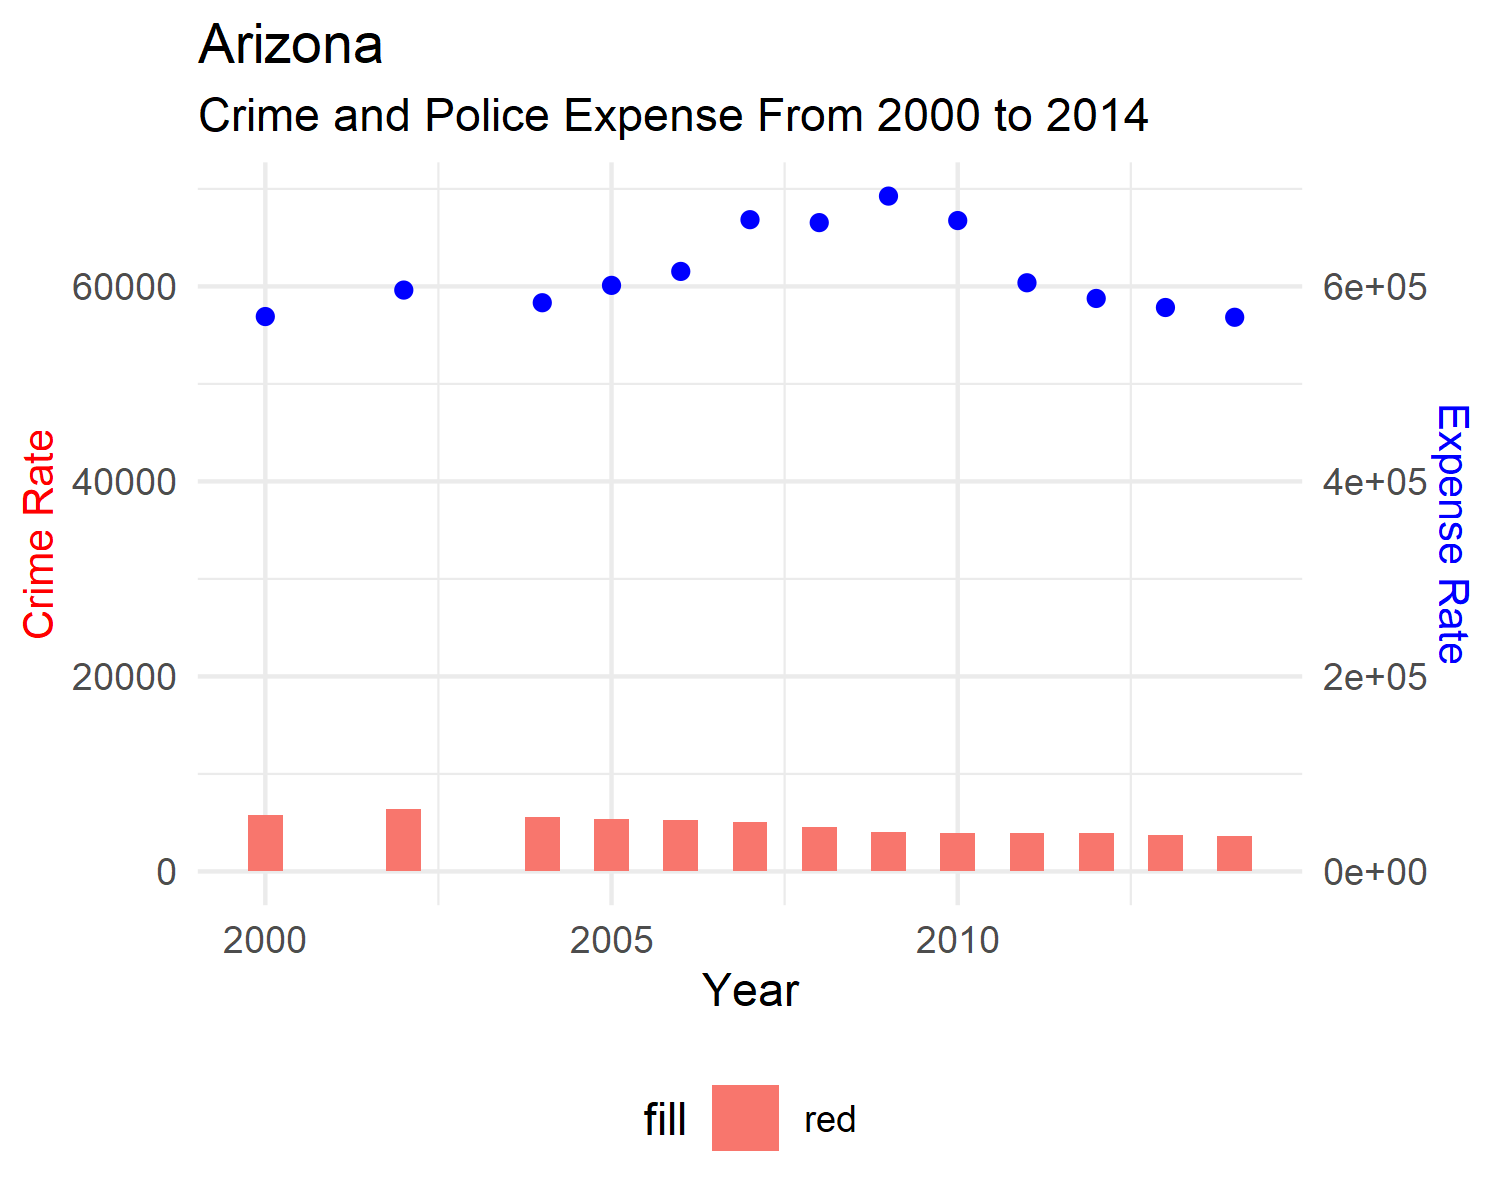 Arizona
Crime and Police Expense From 2000 to 2014
Crime Rate
60000
40000
20000
0
6e+05
4e+05
2e+05
0e+00
Expense Rate
2000 2005 2010
Year
fill red